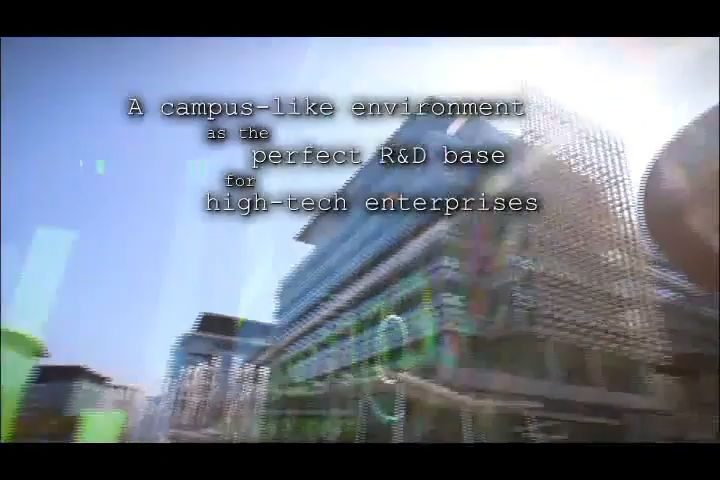 A campus-like environment
as the
perfect R&D base
for
high-tech enterprises